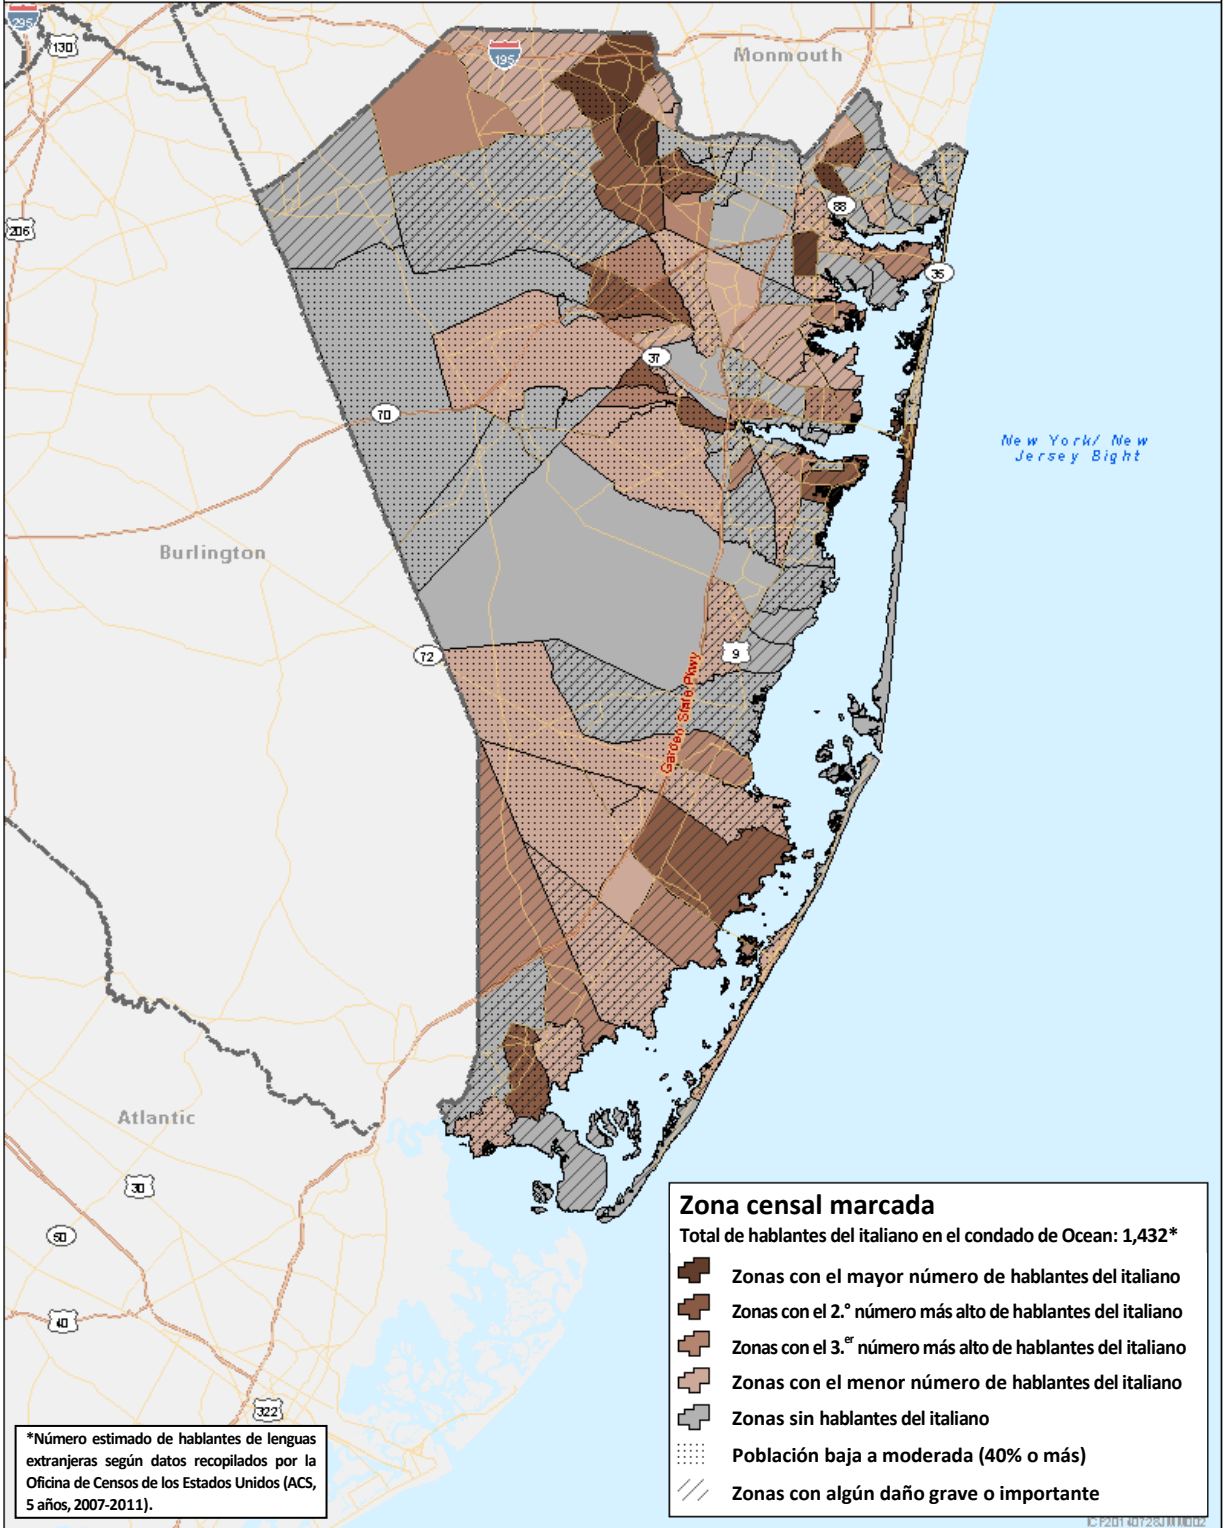 295
130
195
Monmouth
206
88
35
37
70
New York/ New
Jersey Bight
Burlington
72
9
Garden State Pkwy
Atlantic
30
50
40
322
Zona censal marcada
Total de hablantes del italiano en el condado de Ocean: 1,432*
Zonas con el mayor número de hablantes del italiano
Zonas con el 2.° número más alto de hablantes del italiano
Zonas con el 3.er número más alto de hablantes del italiano
Zonas con el menor número de hablantes del italiano
Zonas sin hablantes del italiano
Población baja a moderada (40% o más)
Zonas con algún daño grave o importante
*Número estimado de hablantes de lenguas
extranjeras según datos recopilados por la
Oficina de Censos de los Estados Unidos (ACS,
5 años, 2007-2011).